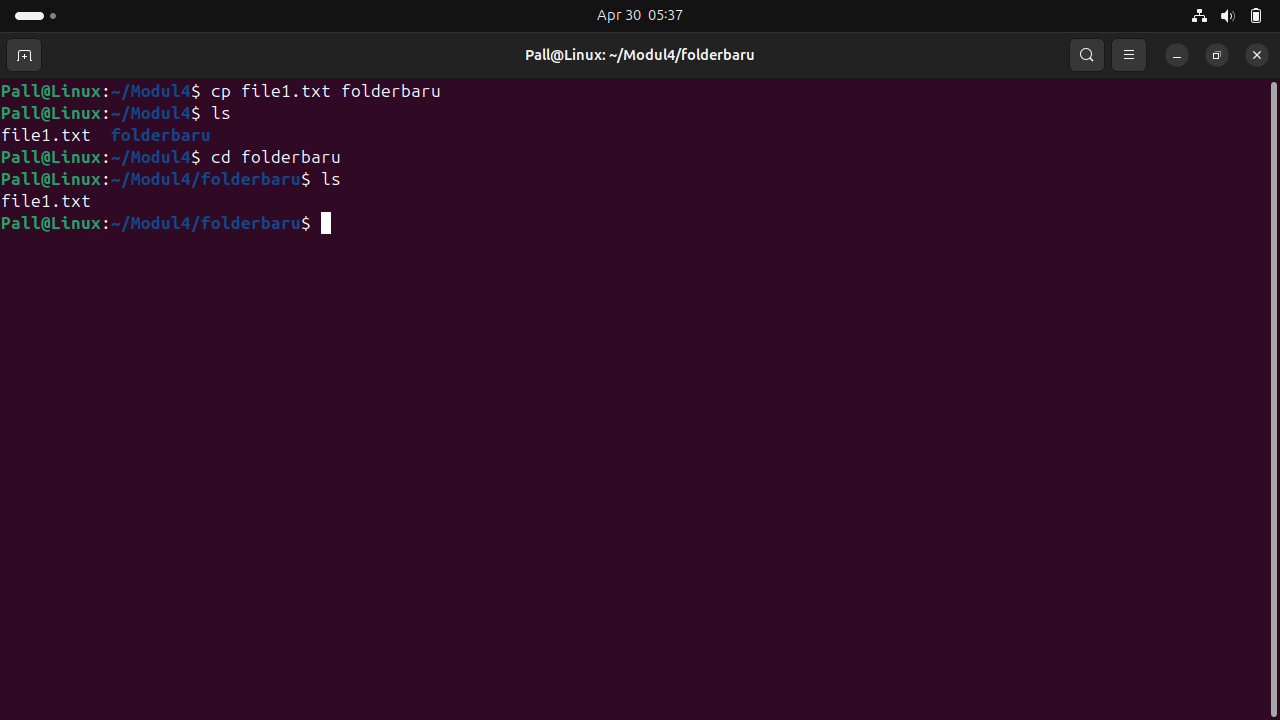 Apr 30  05:37
Pall@Linux: ~/Modul4/folderbaru
Pall@Linux:~/Modul4$ cp file1.txt folderbaru
Pall@Linux:~/Modul4$ ls
file1.txt  folderbaru
Pall@Linux:~/Modul4$ cd folderbaru
Pall@Linux:~/Modul4/folderbaru$ ls
file1.txt
Pall@Linux:~/Modul4/folderbaru$